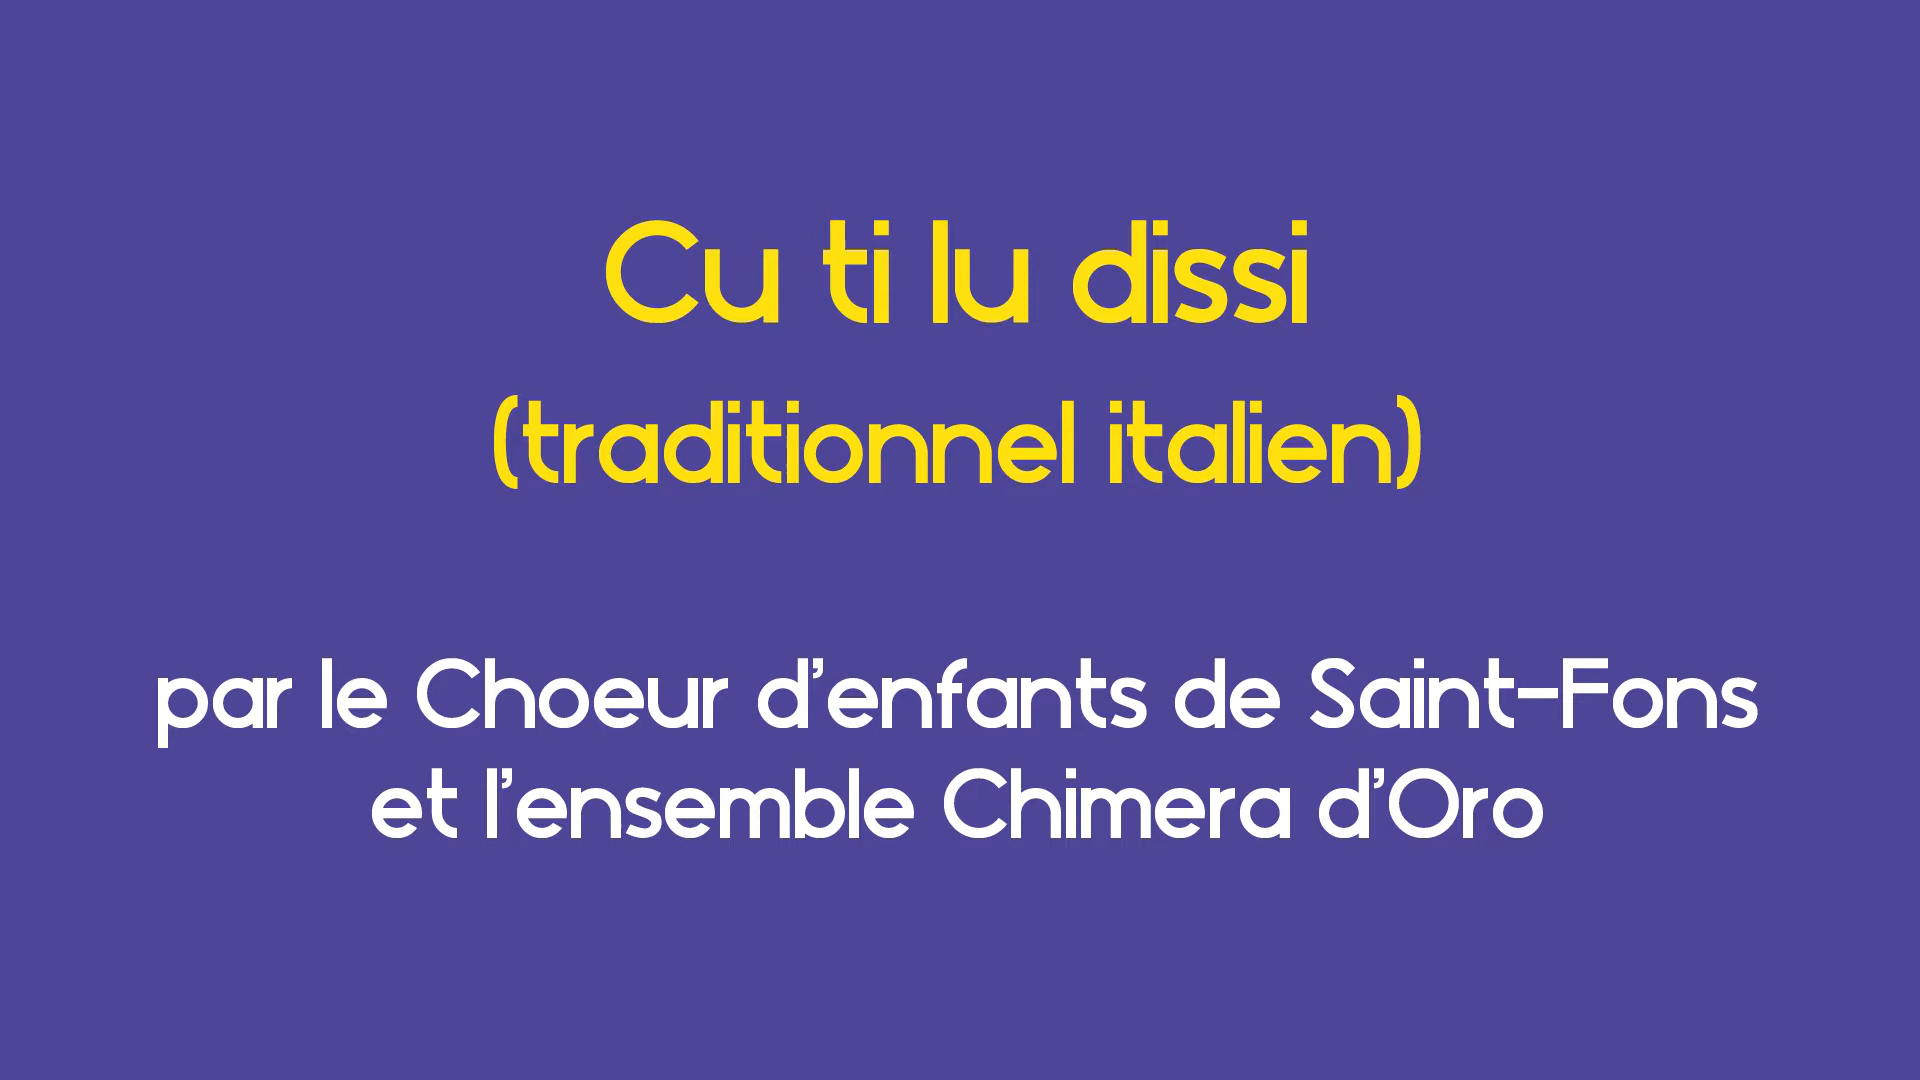 Cu ti lu dissi
(traditionnel italien)
par le Choeur d'enfants de Saint-Fons
et l'ensemble Chimera d'Oro